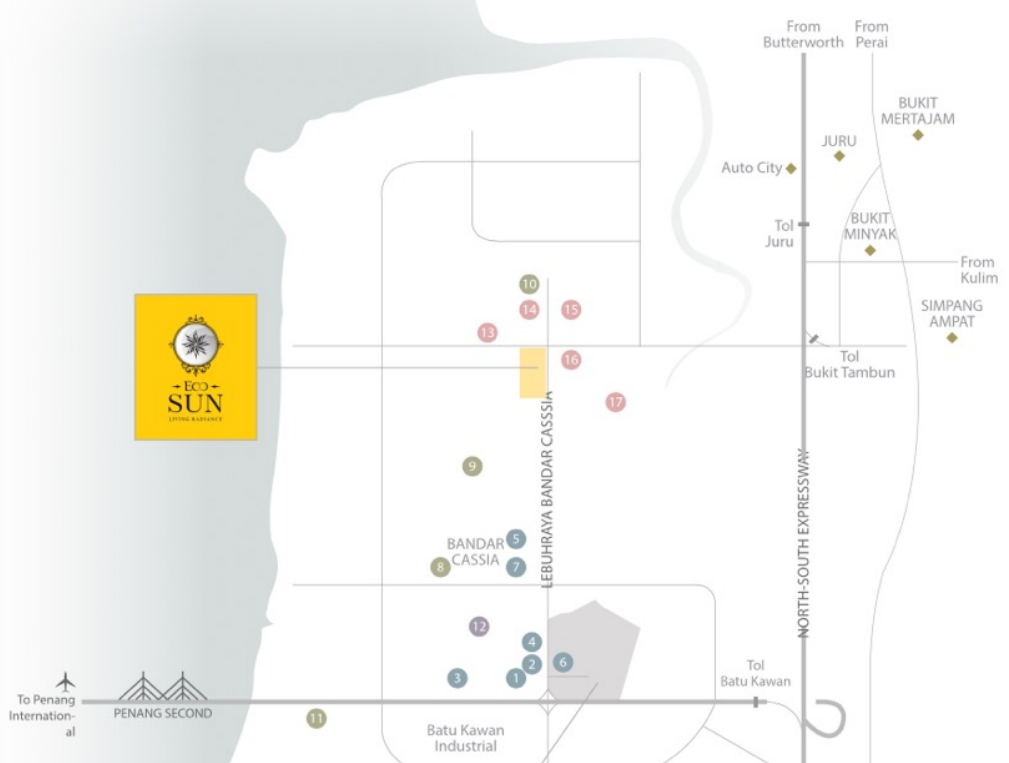 From
Butterworth
From
Perai
BUKIT
MERTAJAM
JURU
Auto City
Tol
Juru
BUKIT
MINYAK
From
Kulim
SIMPANG
AMPAT
10
14
15
13
16
Tol
Bukit Tambun
17
ECO
SUN
LIVING RADIANCE
LEBUHRAYA BANDAR CASSSIA
NORTH-SOUTH EXPRESSWAY
9
5
BANDAR
CASSIA
8
7
12
4
2
6
3
1
Tol
Batu Kawan
To Penang
Internation-
al
PENANG SECOND
11
Batu Kawan
Industrial